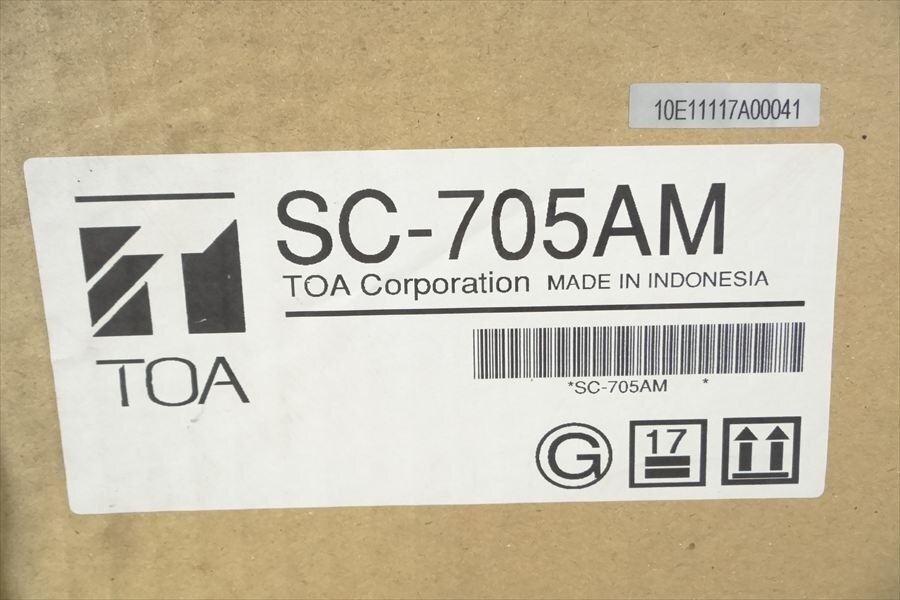 10E11117A00041
SC-705AM
TOA Corporation MADE IN INDONESIA
TOA
*SC-705AM *
G
17